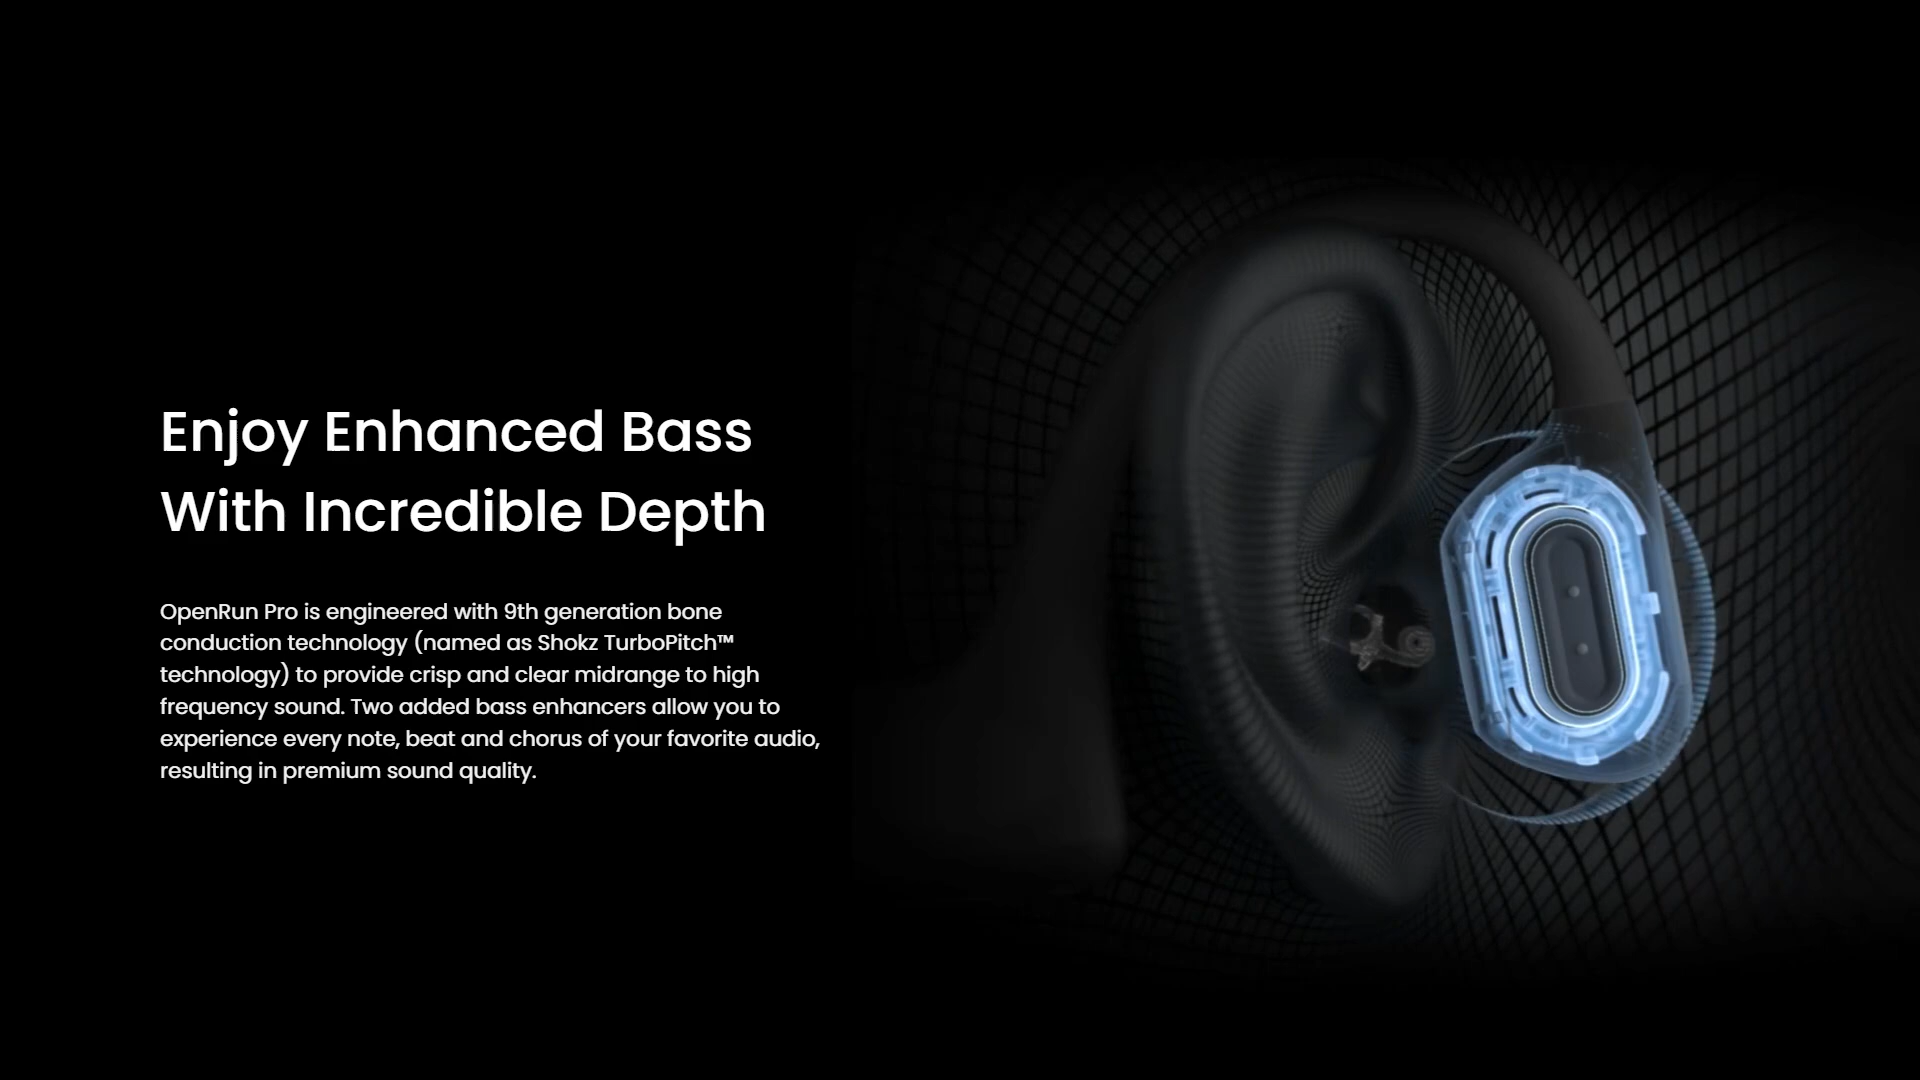 Enjoy Enhanced Bass
With Incredible Depth
OpenRun Pro is engineered with 9th generation bone
conduction technology (named as Shokz TurboPitch™
technology) to provide crisp and clear midrange to high
frequency sound. Two added bass enhancers allow you to
experience every note, beat and chorus of your favorite audio,
resulting in premium sound quality.